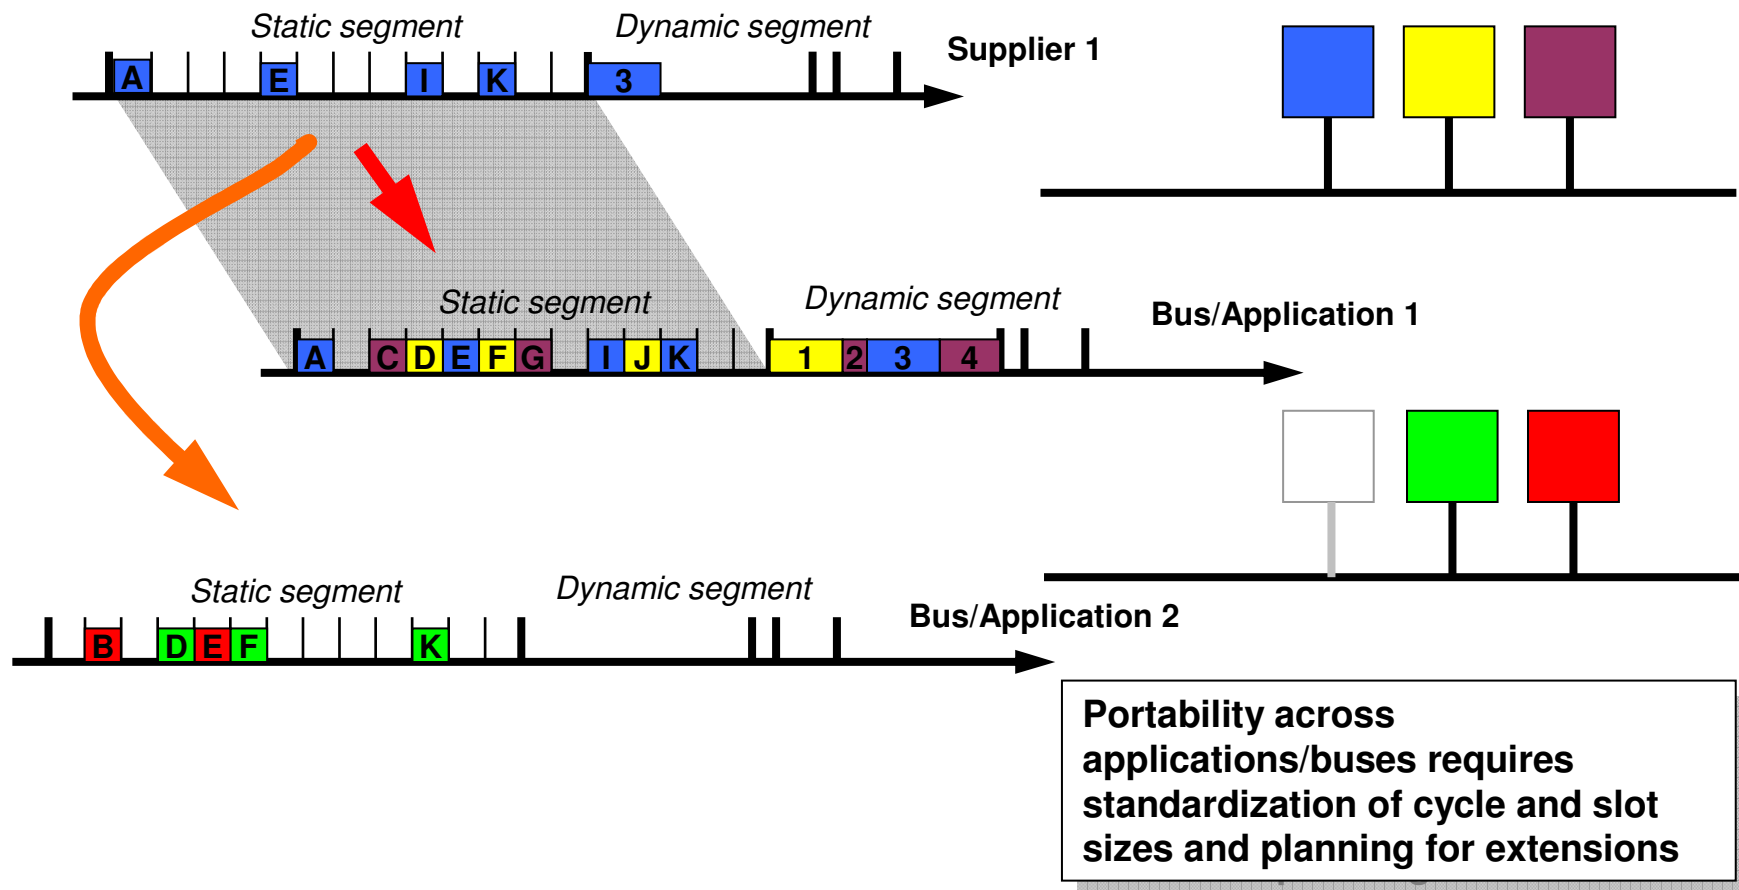 Static segment Dynamic segment
Supplier 1
A E I K 3
Static segment Dynamic segment
Bus/Application 1
A C D E F G I J K 1 2 3 4
Static segment Dynamic segment
Bus/Application 2
B D E F K
Portability across
applications/buses requires
standardization of cycle and slot
sizes and planning for extensions